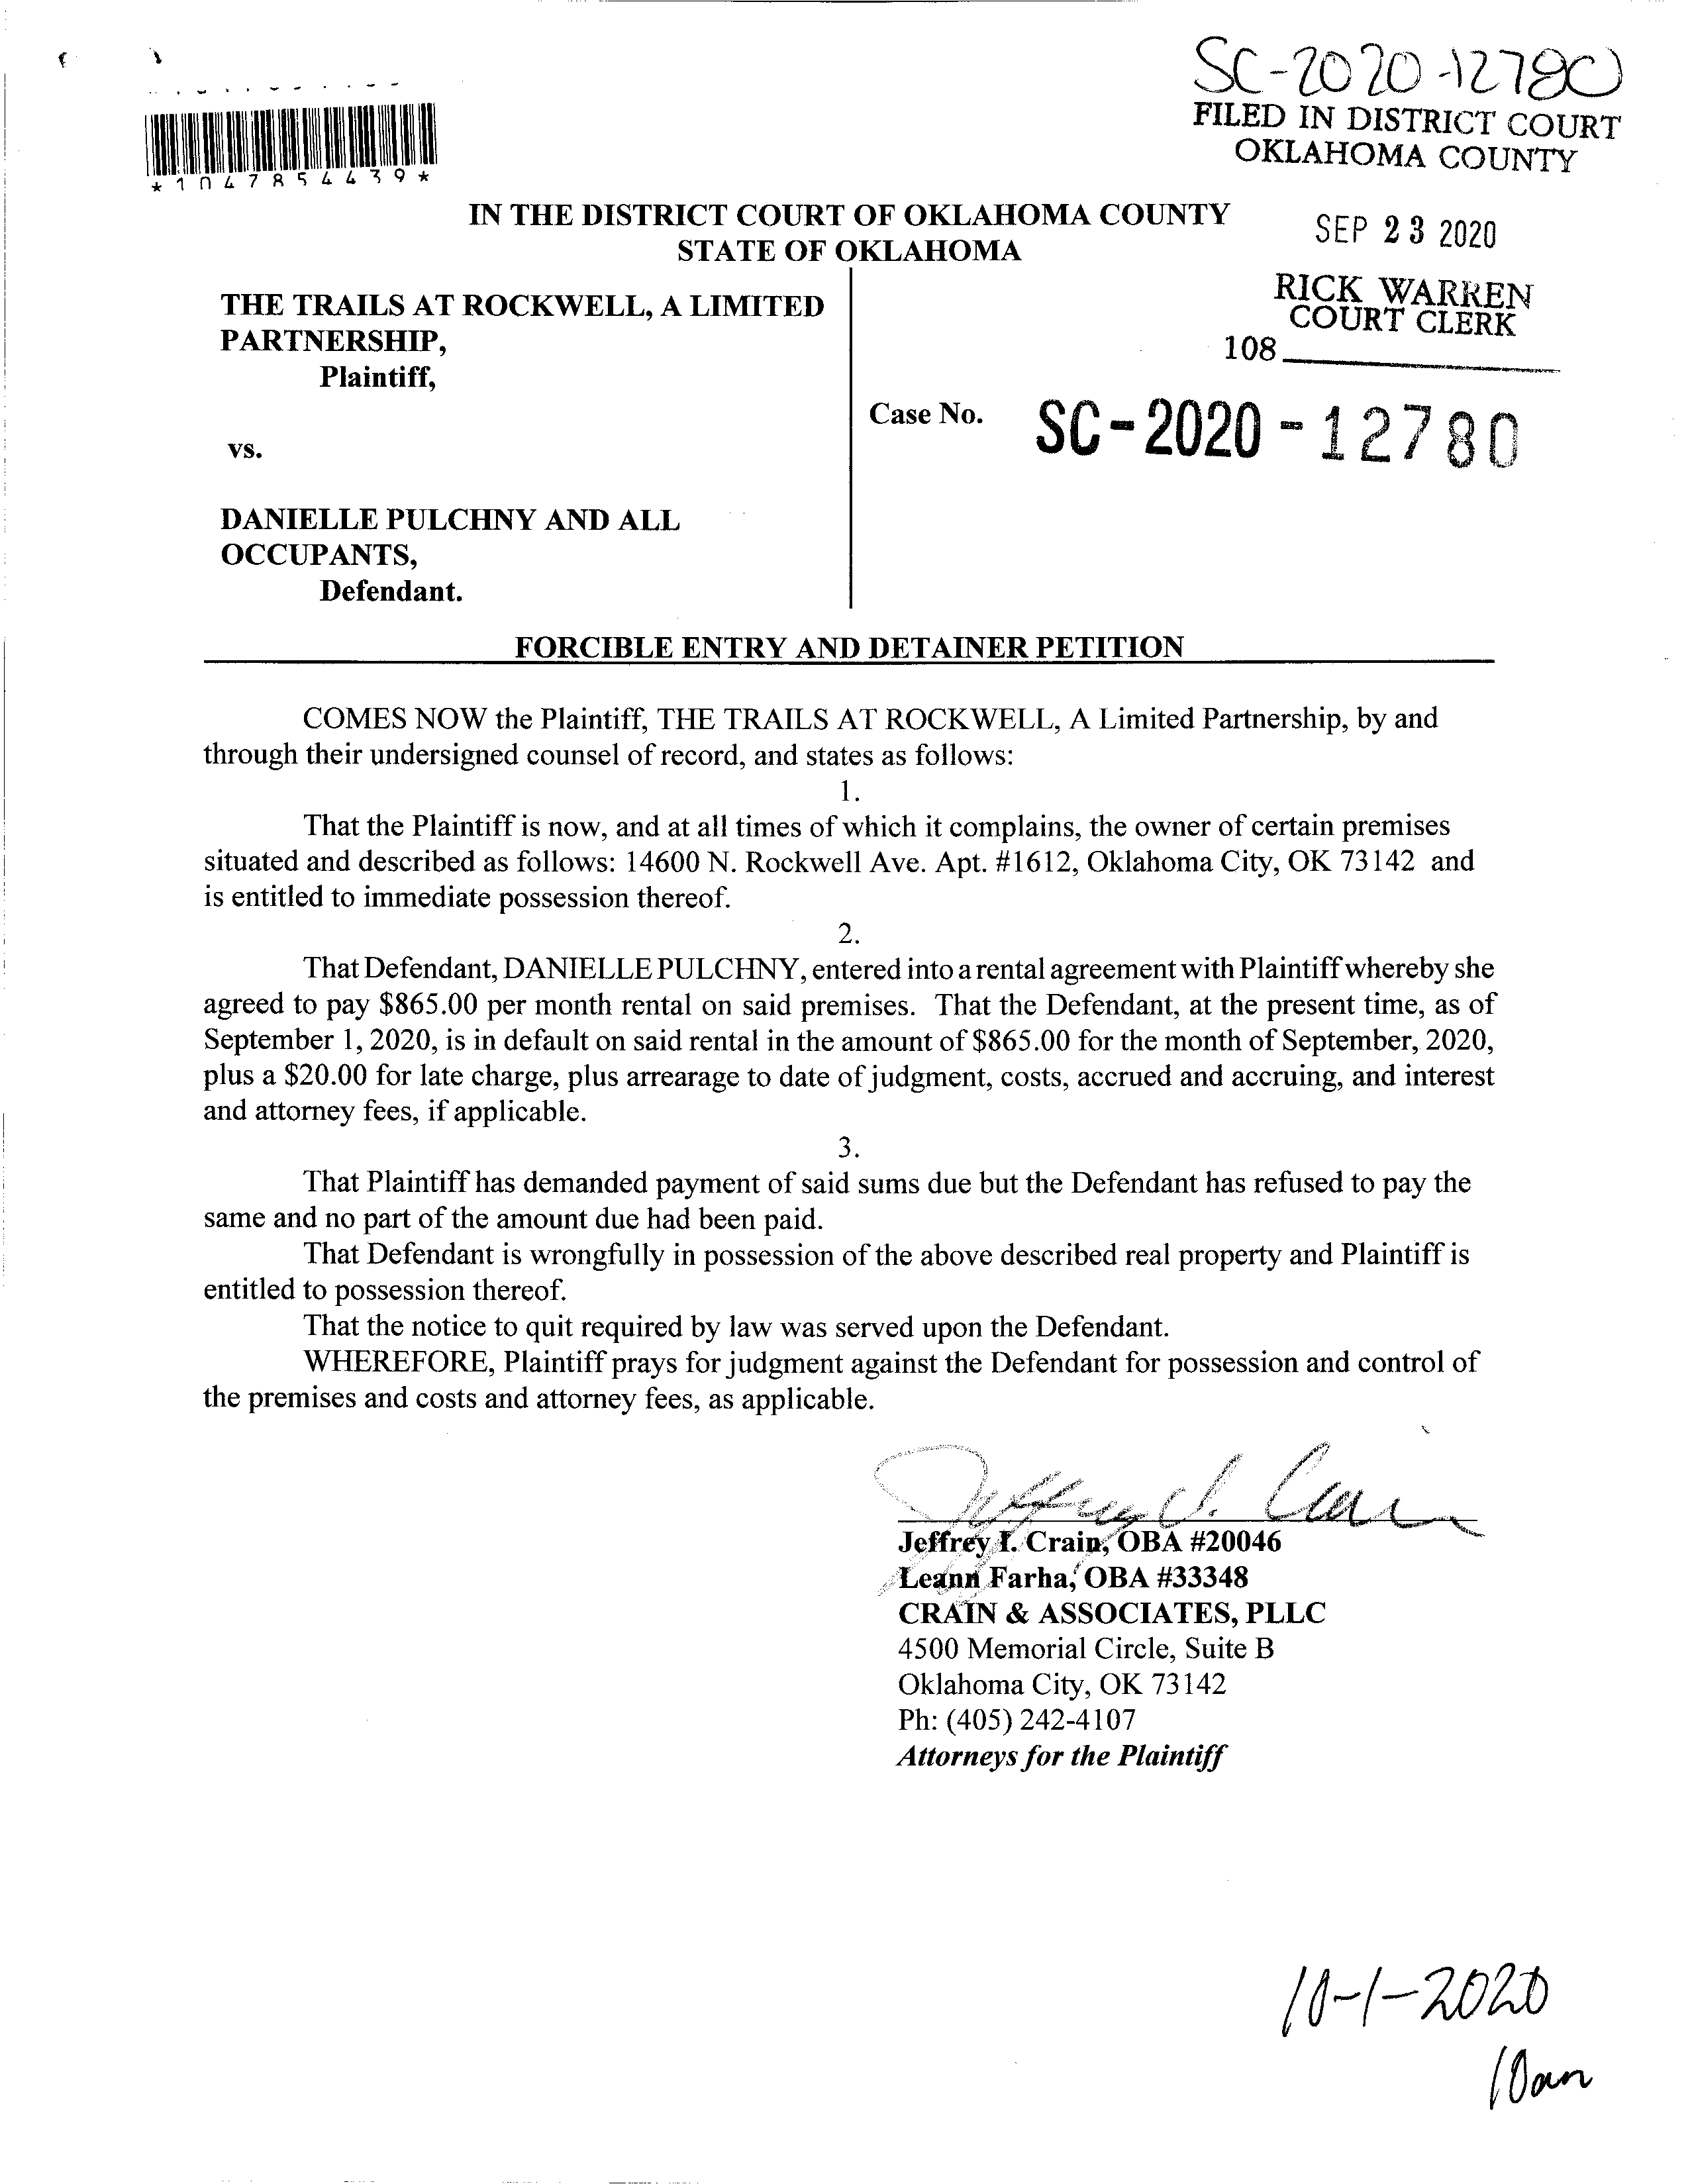 SC-2020-12780
FILED IN DISTRICT COURT
OKLAHOMA COUNTY
*1047854439*
IN THE DISTRICT COURT OF OKLAHOMA COUNTY
STATE OF OKLAHOMA
SEP 23 2020
RICK WARREN
COURT CLERK
108
THE TRAILS AT ROCKWELL, A LIMITED
PARTNERSHIP,
Plaintiff,
Case No. SC-2020-12780
vs.
DANIELLE PULCHNY AND ALL
OCCUPANTS,
Defendant.
FORCIBLE ENTRY AND DETAINER PETITION
COMES NOW the Plaintiff, THE TRAILS AT ROCKWELL, A Limited Partnership, by and
through their undersigned counsel of record, and states as follows:
1.
That the Plaintiff is now, and at all times of which it complains, the owner of certain premises
situated and described as follows: 14600 N. Rockwell Ave. Apt. #1612, Oklahoma City, OK 73142 and
is entitled to immediate possession thereof.
2.
That Defendant, DANIELLE PULCHNY, entered into a rental agreement with Plaintiff whereby she
agreed to pay $865.00 per month rental on said premises. That the Defendant, at the present time, as of
September 1, 2020, is in default on said rental in the amount of $865.00 for the month of September, 2020,
plus a $20.00 for late charge, plus arrearage to date of judgment, costs, accrued and accruing, and interest
and attorney fees, if applicable.
3.
That Plaintiff has demanded payment of said sums due but the Defendant has refused to pay the
same and no part of the amount due had been paid.
That Defendant is wrongfully in possession of the above described real property and Plaintiff is
entitled to possession thereof.
That the notice to quit required by law was served upon the Defendant.
WHEREFORE, Plaintiff prays for judgment against the Defendant for possession and control of
the premises and costs and attorney fees, as applicable.
Jeffrey I. Crain
Jeffrey I. Crain, OBA #20046
Leann Farha, OBA #33348
CRAIN & ASSOCIATES, PLLC
4500 Memorial Circle, Suite B
Oklahoma City, OK 73142
Ph: (405) 242-4107
Attorneys for the Plaintiff
10-1-2020
10am